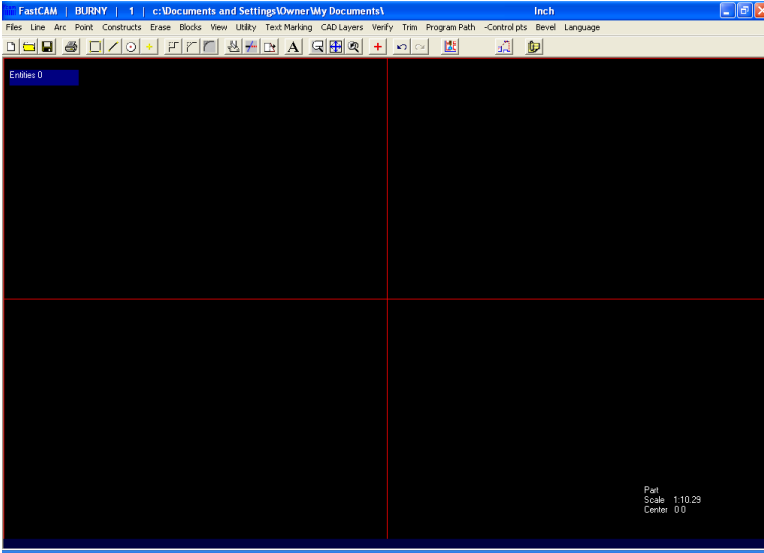 FastCAM | BURNY | 1 | c:\Documents and Settings\Owner\My Documents\ Inch
Files Line Arc Point Constructs Erase Blocks View Utility Text Marking CAD Layers Verify Trim Program Path -Control pts Bevel Language
A
Entities 0
Part
Scale 1:10.29
Center 0 0